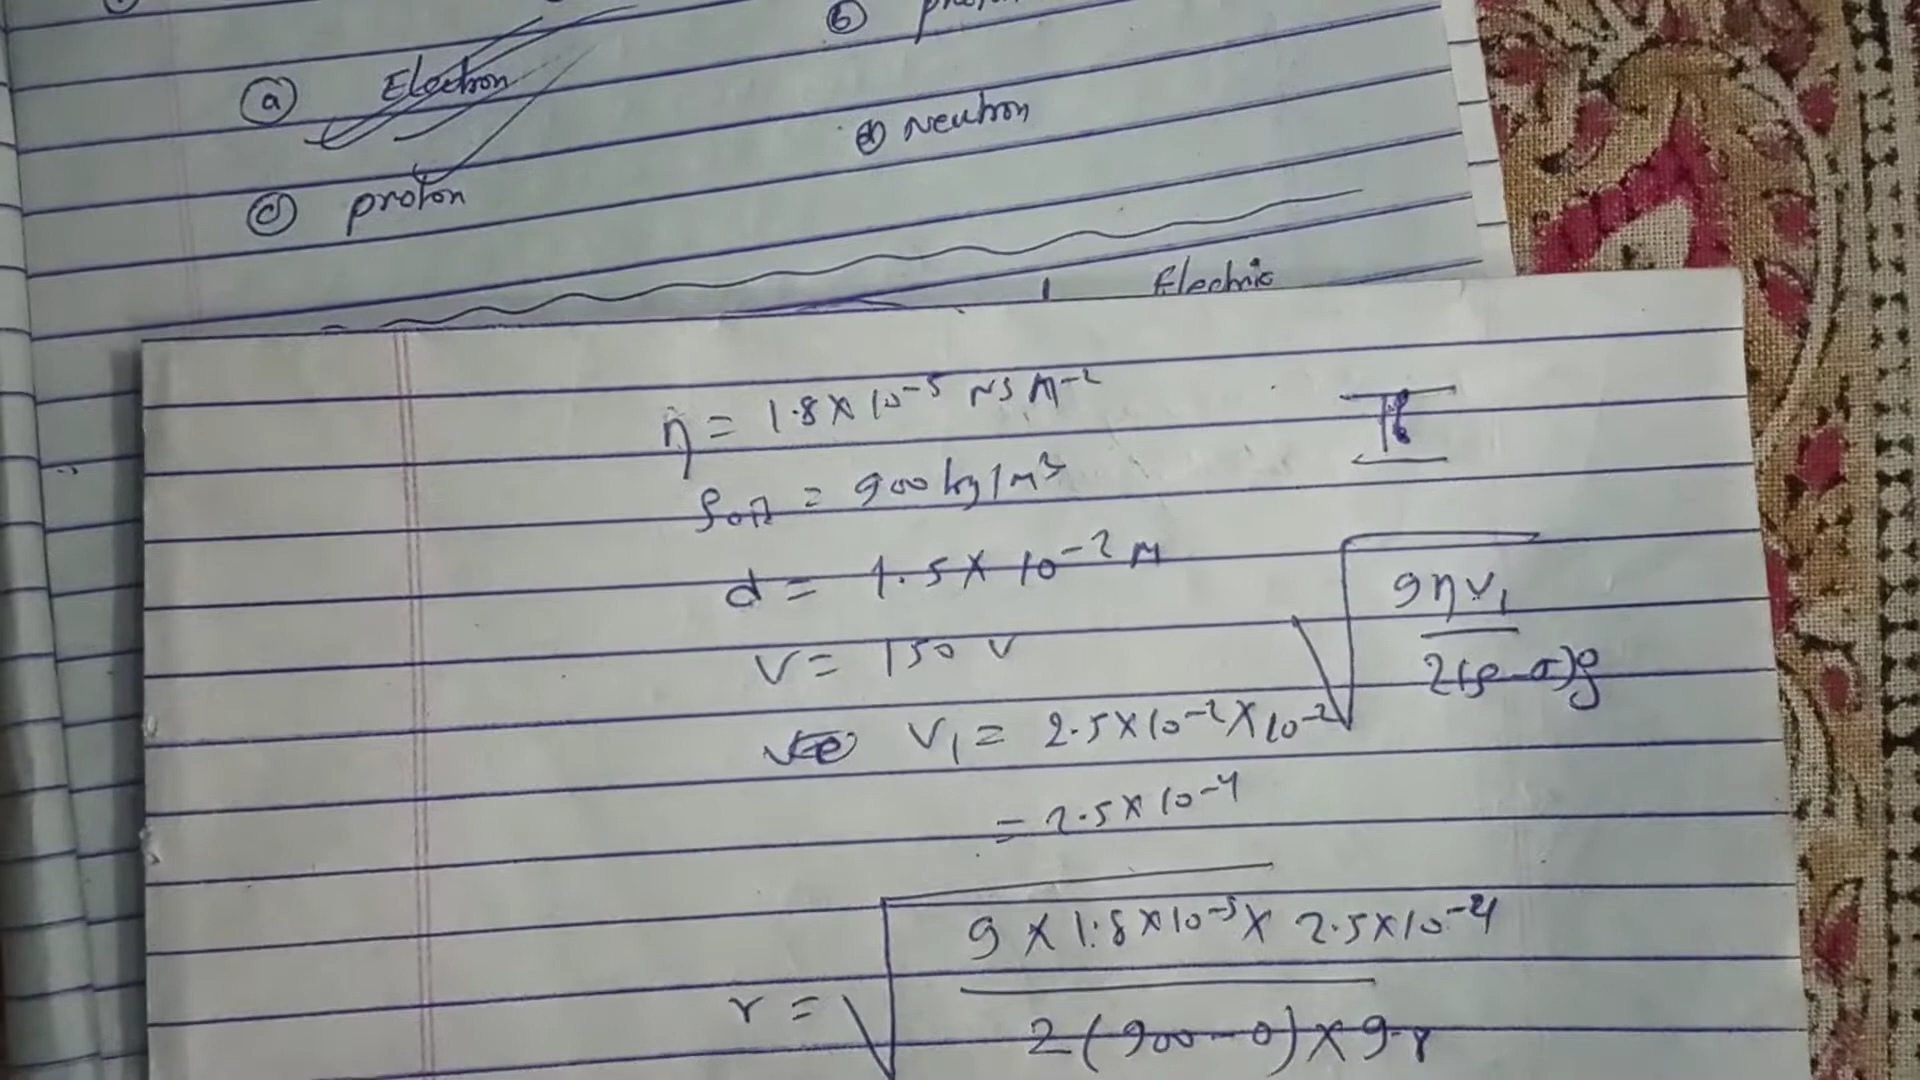 ⓐ Electron
ⓑ
ⓓ Neutron
ⓒ proton
Electric
η = 1.8 × 10⁻⁵ NS M⁻²
ρoil = 900 kg/m³
d = 1.5 × 10⁻² M
V = 150 V
√ 9ηv₁ / 2(ρ-σ)g
V₁ = 2.5×10⁻²×10⁻²
= 2.5×10⁻⁴
r = √ 9 × 1.8×10⁻⁵× 2.5×10⁻⁴ / 2(900-0)×9.8